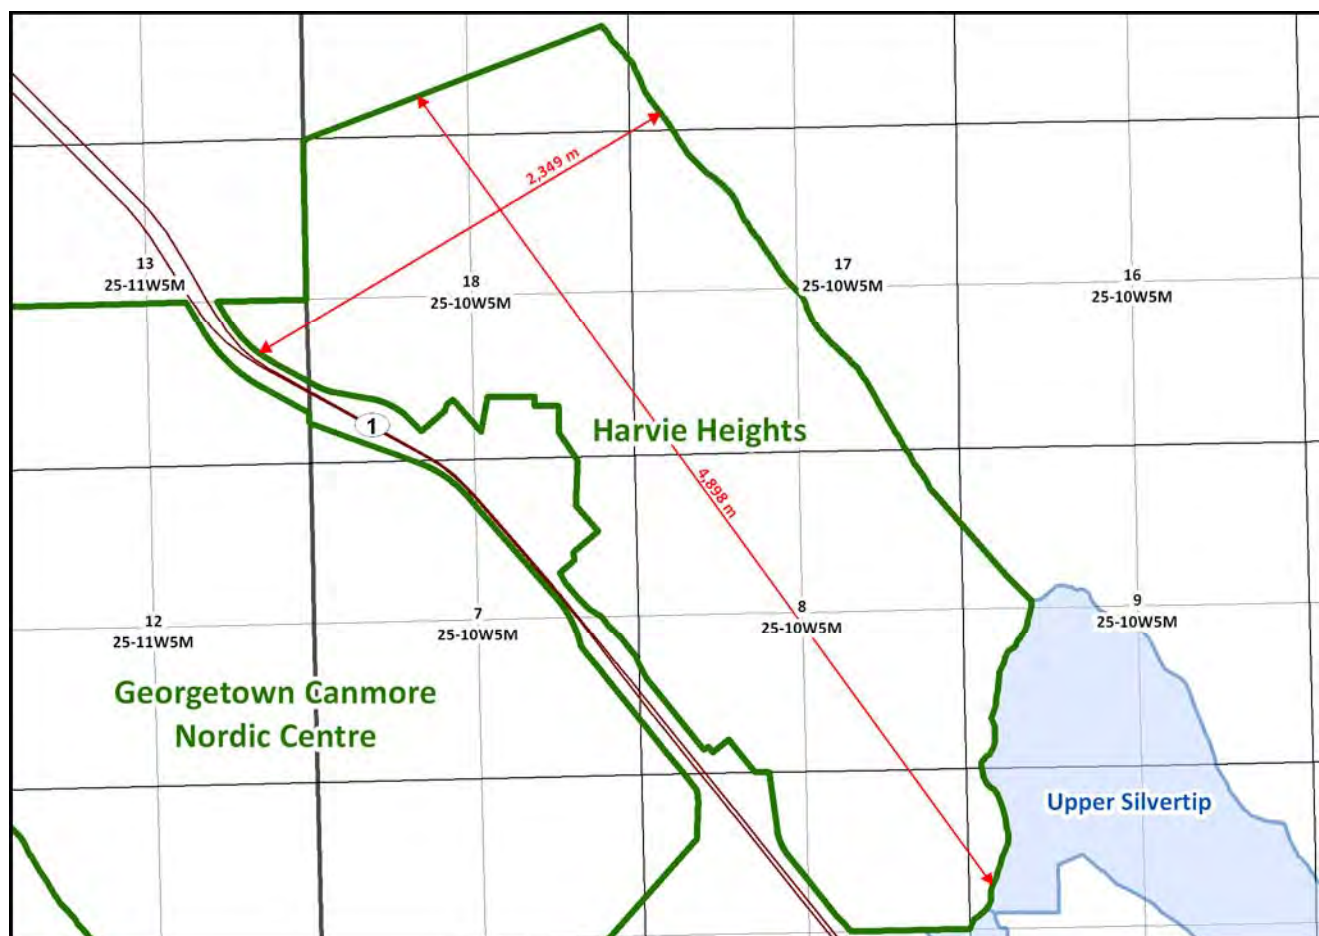 2,349 m
13
25-11W5M
18
25-10W5M
17
25-10W5M
16
25-10W5M
1
Harvie Heights
4,898 m
12
25-11W5M
7
25-10W5M
8
25-10W5M
9
25-10W5M
Georgetown Canmore
Nordic Centre
Upper Silvertip